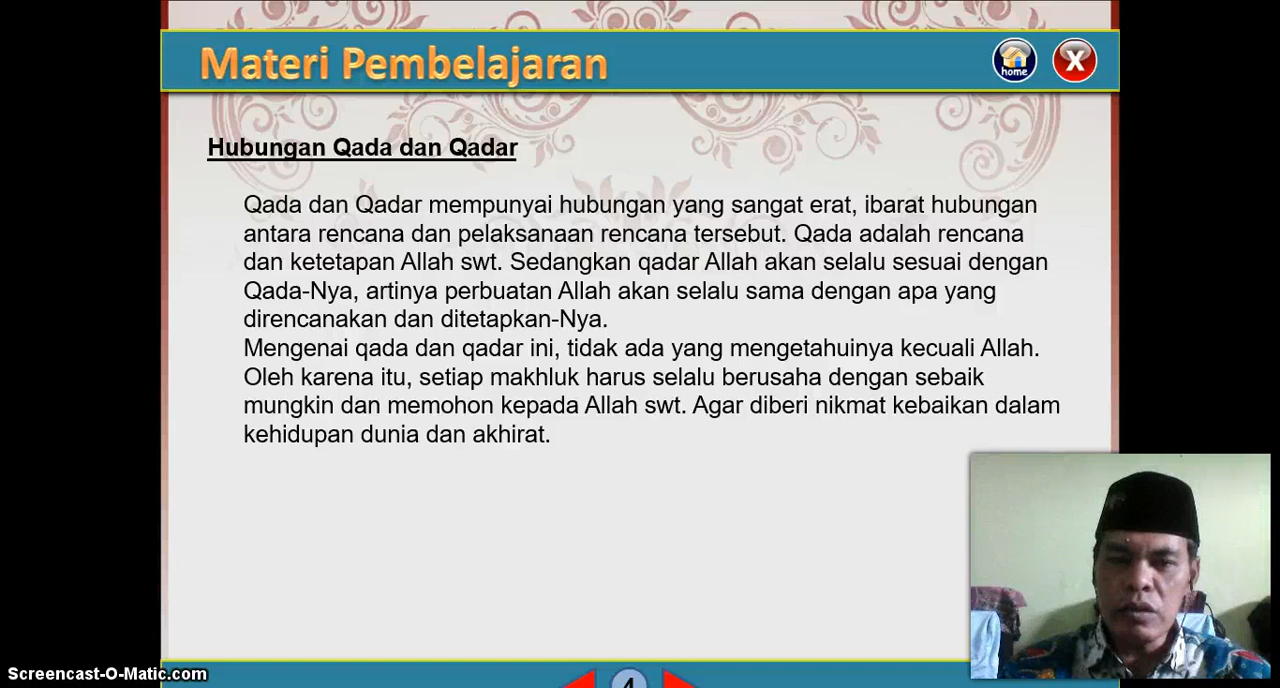 Materi Pembelajaran
home
X
Hubungan Qada dan Qadar
Qada dan Qadar mempunyai hubungan yang sangat erat, ibarat hubungan
antara rencana dan pelaksanaan rencana tersebut. Qada adalah rencana
dan ketetapan Allah swt. Sedangkan qadar Allah akan selalu sesuai dengan
Qada-Nya, artinya perbuatan Allah akan selalu sama dengan apa yang
direncanakan dan ditetapkan-Nya.
Mengenai qada dan qadar ini, tidak ada yang mengetahuinya kecuali Allah.
Oleh karena itu, setiap makhluk harus selalu berusaha dengan sebaik
mungkin dan memohon kepada Allah swt. Agar diberi nikmat kebaikan dalam
kehidupan dunia dan akhirat.
4
Screencast-O-Matic.com